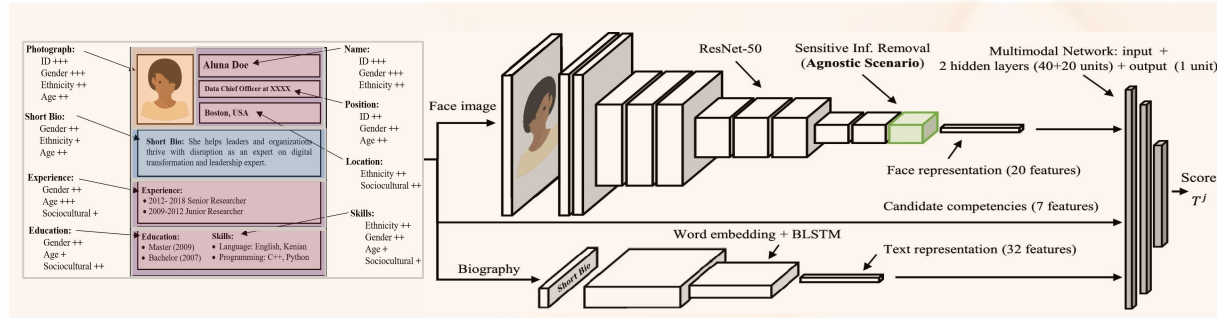 Photograph:
ID +++
Gender +++
Ethnicity ++
Age ++
Short Bio:
Gender ++
Ethnicity +
Age ++
Experience:
Gender ++
Age +++
Sociocultural +
Education:
Gender ++
Age +
Sociocultural ++
Aluna Doe
Data Chief Officer at XXXX
Boston, USA
Short Bio: She helps leaders and organizations
thrive with disruption as an expert on digital
transformation and leadership expert.
Experience:
• 2012- 2018 Senior Researcher
• 2009-2012 Junior Researcher
Education:
• Master (2009)
• Bachelor (2007)
Skills:
• Language: English, Kenian
• Programming: C++, Python
Name:
ID +++
Gender +++
Ethnicity ++
Position:
ID ++
Gender ++
Age ++
Location:
Ethnicity ++
Sociocultural ++
Skills:
Ethnicity ++
Gender ++
Age +
Sociocultural +
Face image
ResNet-50
Sensitive Inf. Removal
(Agnostic Scenario)
Multimodal Network: input +
2 hidden layers (40+20 units) + output (1 unit)
Face representation (20 features)
Candidate competencies (7 features)
Score
T^j
Word embedding + BLSTM
Text representation (32 features)
Biography
Short Bio